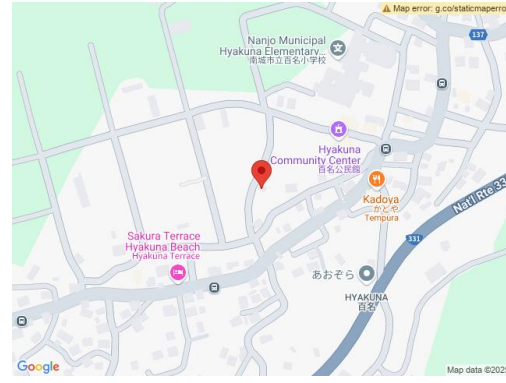 Map error: g.co/staticmaperro
137
Nanjo Municipal
Hyakuna Elementary...
南城市立百名小学校
Hyakuna
Community Center
百名公民館
Kadoya
かどや
Tempura
Nat'l Rte 33
331
Sakura Terrace
Hyakuna Beach
Hyakuna Terrace
あおぞら
HYAKUNA
百名
Google
Map data ©2025